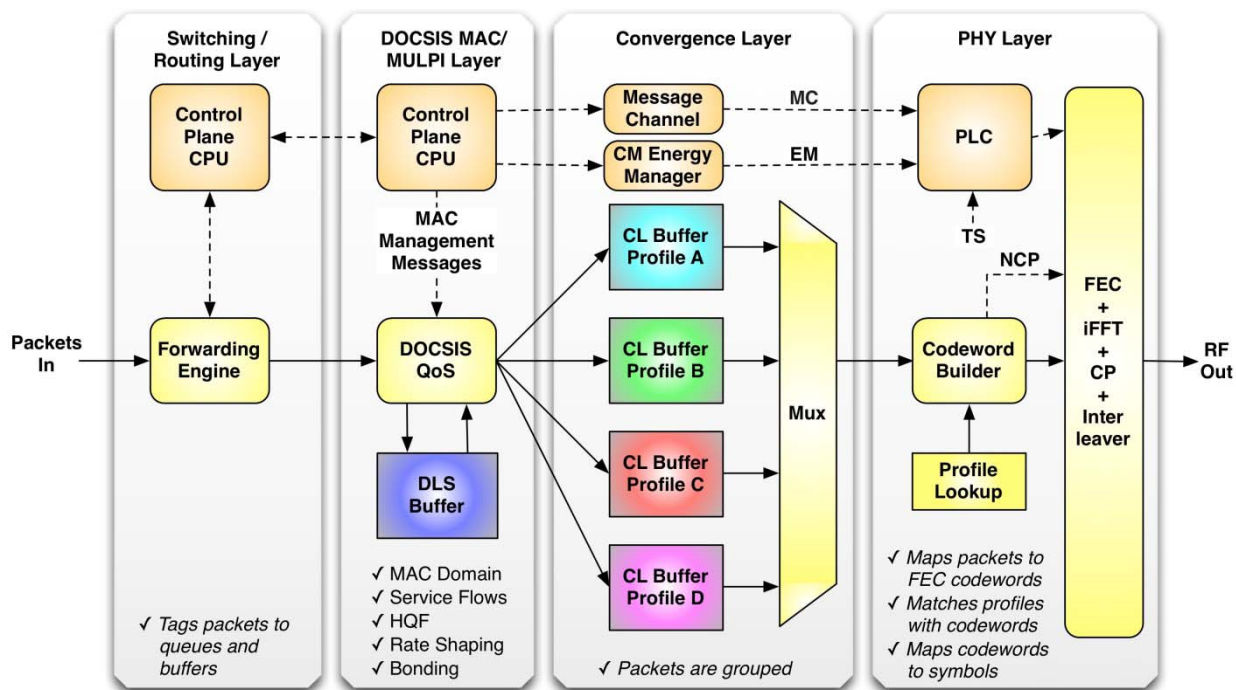 Switching /
Routing Layer
Control
Plane
CPU
Packets
In
Forwarding
Engine
✓ Tags packets to
queues and
buffers
DOCSIS MAC/
MULPI Layer
Control
Plane
CPU
MAC
Management
Messages
DOCSIS
QoS
DLS
Buffer
✓ MAC Domain
✓ Service Flows
✓ HQF
✓ Rate Shaping
✓ Bonding
Convergence Layer
Message
Channel
MC
CM Energy
Manager
EM
CL Buffer
Profile A
CL Buffer
Profile B
CL Buffer
Profile C
CL Buffer
Profile D
Mux
✓ Packets are grouped
PHY Layer
PLC
TS
NCP
Codeword
Builder
Profile
Lookup
✓ Maps packets to
FEC codewords
✓ Matches profiles
with codewords
✓ Maps codewords
to symbols
FEC
+
iFFT
+
CP
+
Inter
leaver
RF
Out